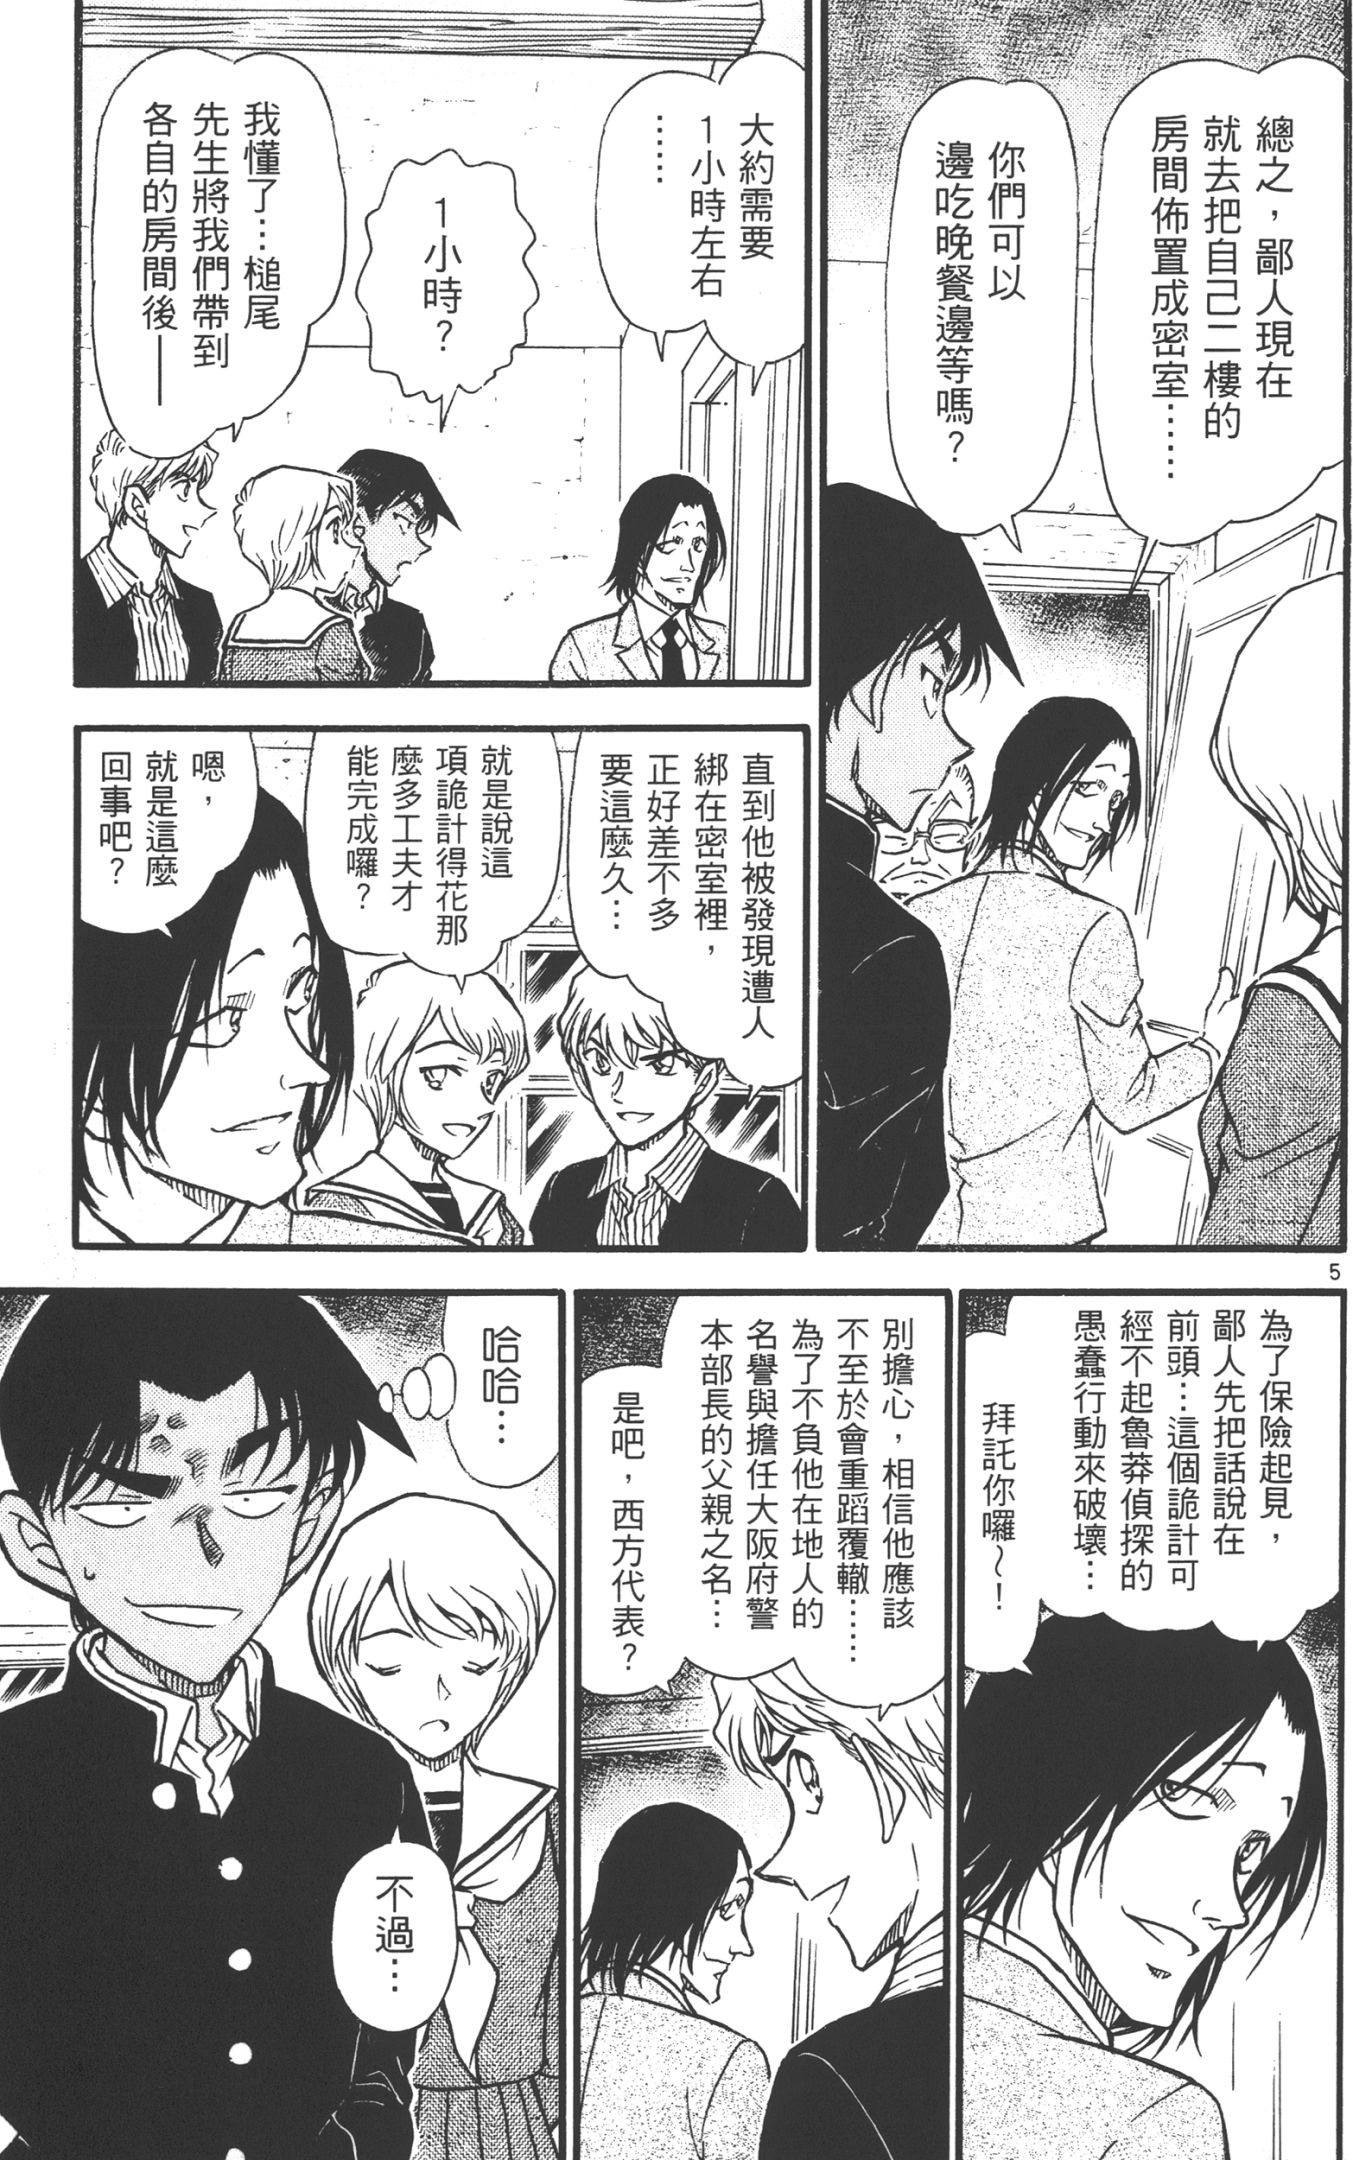 總之，鄙人現在
就去把自己二樓的
房間佈置成密室……
你們可以
邊吃晚餐邊等嗎？
大約需要
1小時左右
……
1小時？
我懂了…槌尾
先生將我們帶到
各自的房間後——
直到他被發現遭人
綁在密室裡，
正好差不多
要這麼久…
就是說這
項詭計得花那
麼多工夫才
能完成囉？
嗯，
就是這麼
回事吧？
5
為了保險起見，
鄙人先把話說在
前頭…這個詭計可
經不起魯莽偵探的
愚蠢行動來破壞…
拜託你囉～！
別擔心，相信他應該
不至於會重蹈覆轍……
為了不負他在地人的
名譽與擔任大阪府警
本部長的父親之名…
是吧，西方代表？
哈哈…
不過…